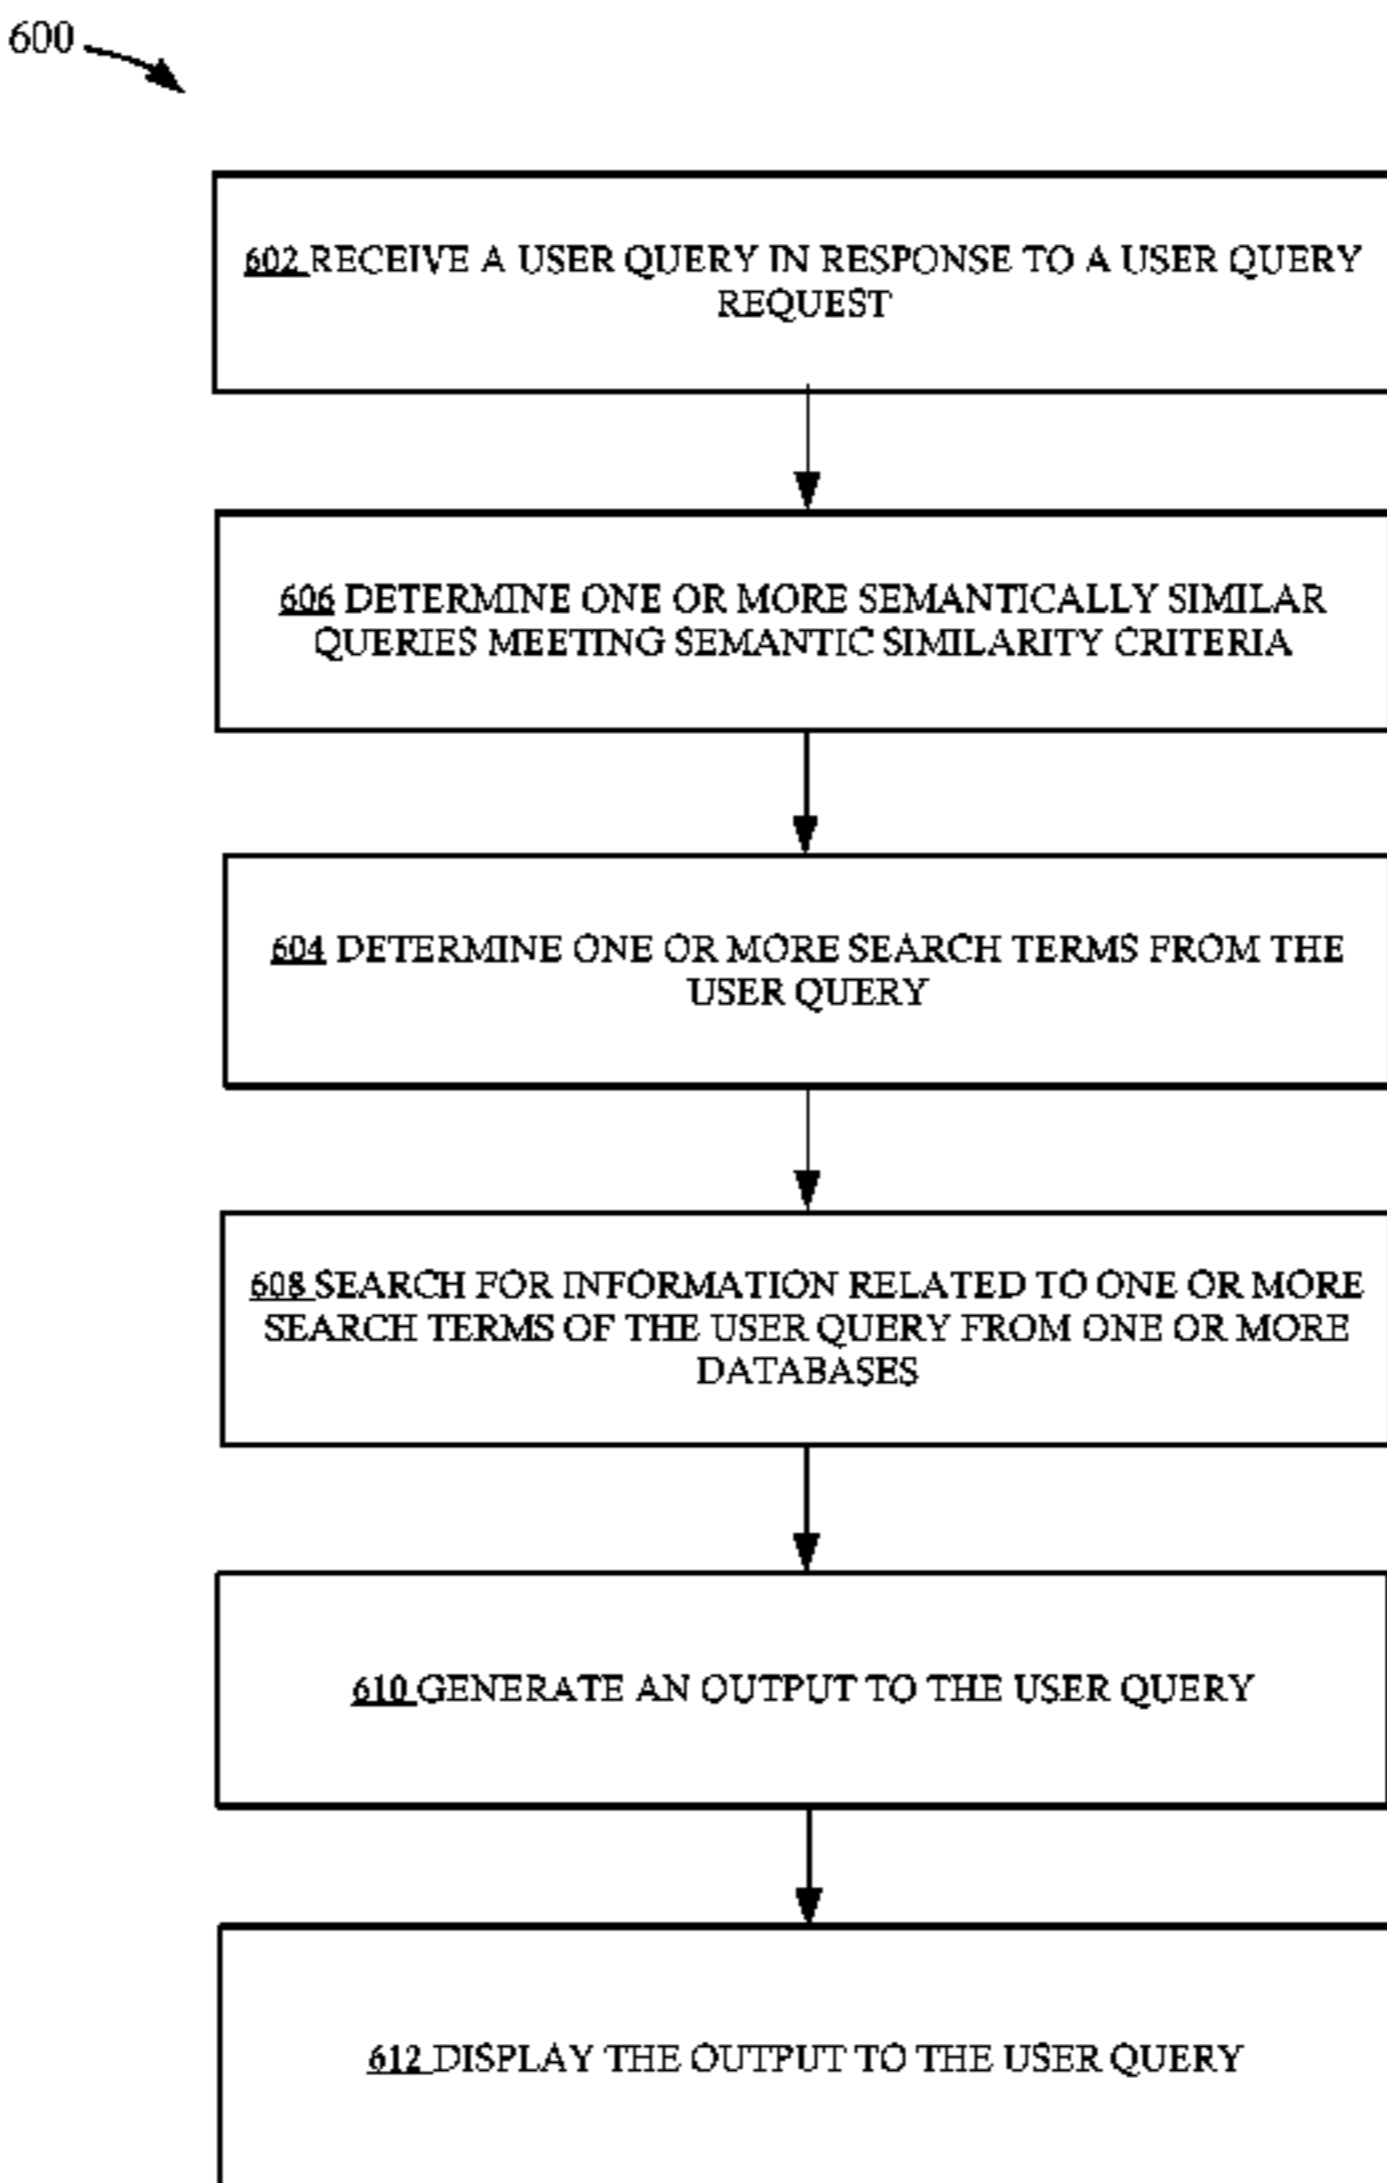 600
602 RECEIVE A USER QUERY IN RESPONSE TO A USER QUERY
REQUEST
606 DETERMINE ONE OR MORE SEMANTICALLY SIMILAR
QUERIES MEETING SEMANTIC SIMILARITY CRITERIA
604 DETERMINE ONE OR MORE SEARCH TERMS FROM THE
USER QUERY
608 SEARCH FOR INFORMATION RELATED TO ONE OR MORE
SEARCH TERMS OF THE USER QUERY FROM ONE OR MORE
DATABASES
610 GENERATE AN OUTPUT TO THE USER QUERY
612 DISPLAY THE OUTPUT TO THE USER QUERY